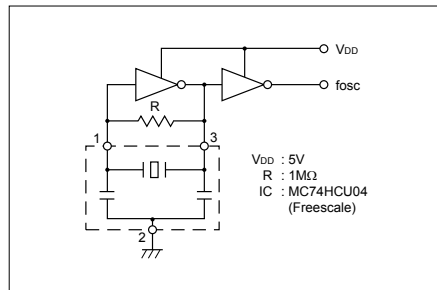 VDD
fosc
R
1
3
2
VDD : 5V
R : 1MΩ
IC : MC74HCU04
(Freescale)